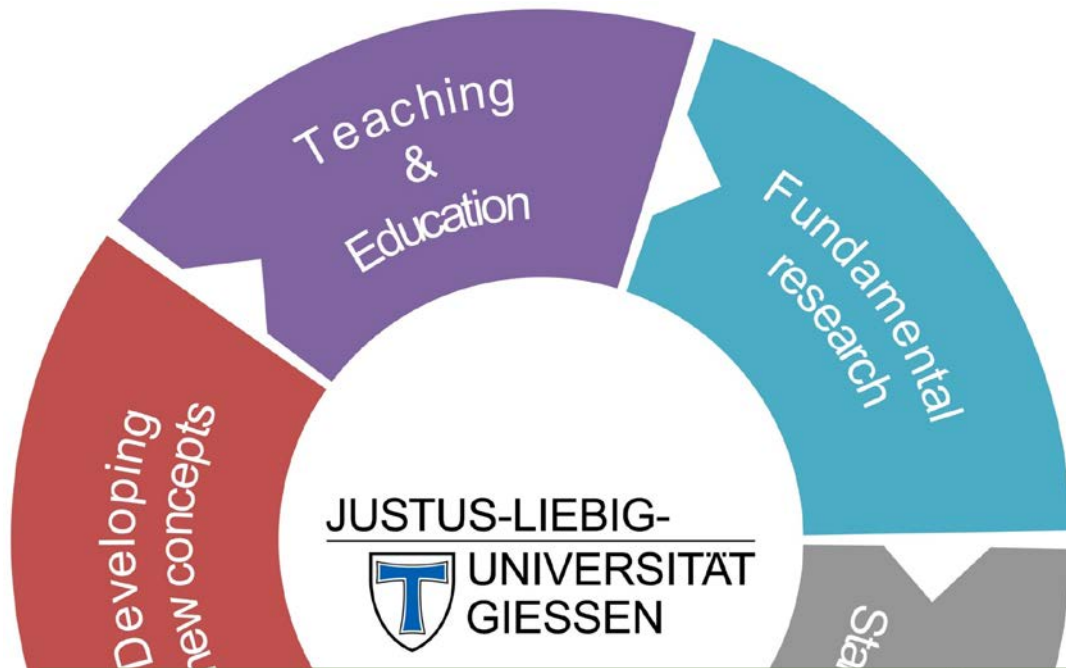 Teaching
&
Education
Fundamental
research
Developing
new concepts
JUSTUS-LIEBIG-
UNIVERSITÄT
GIESSEN